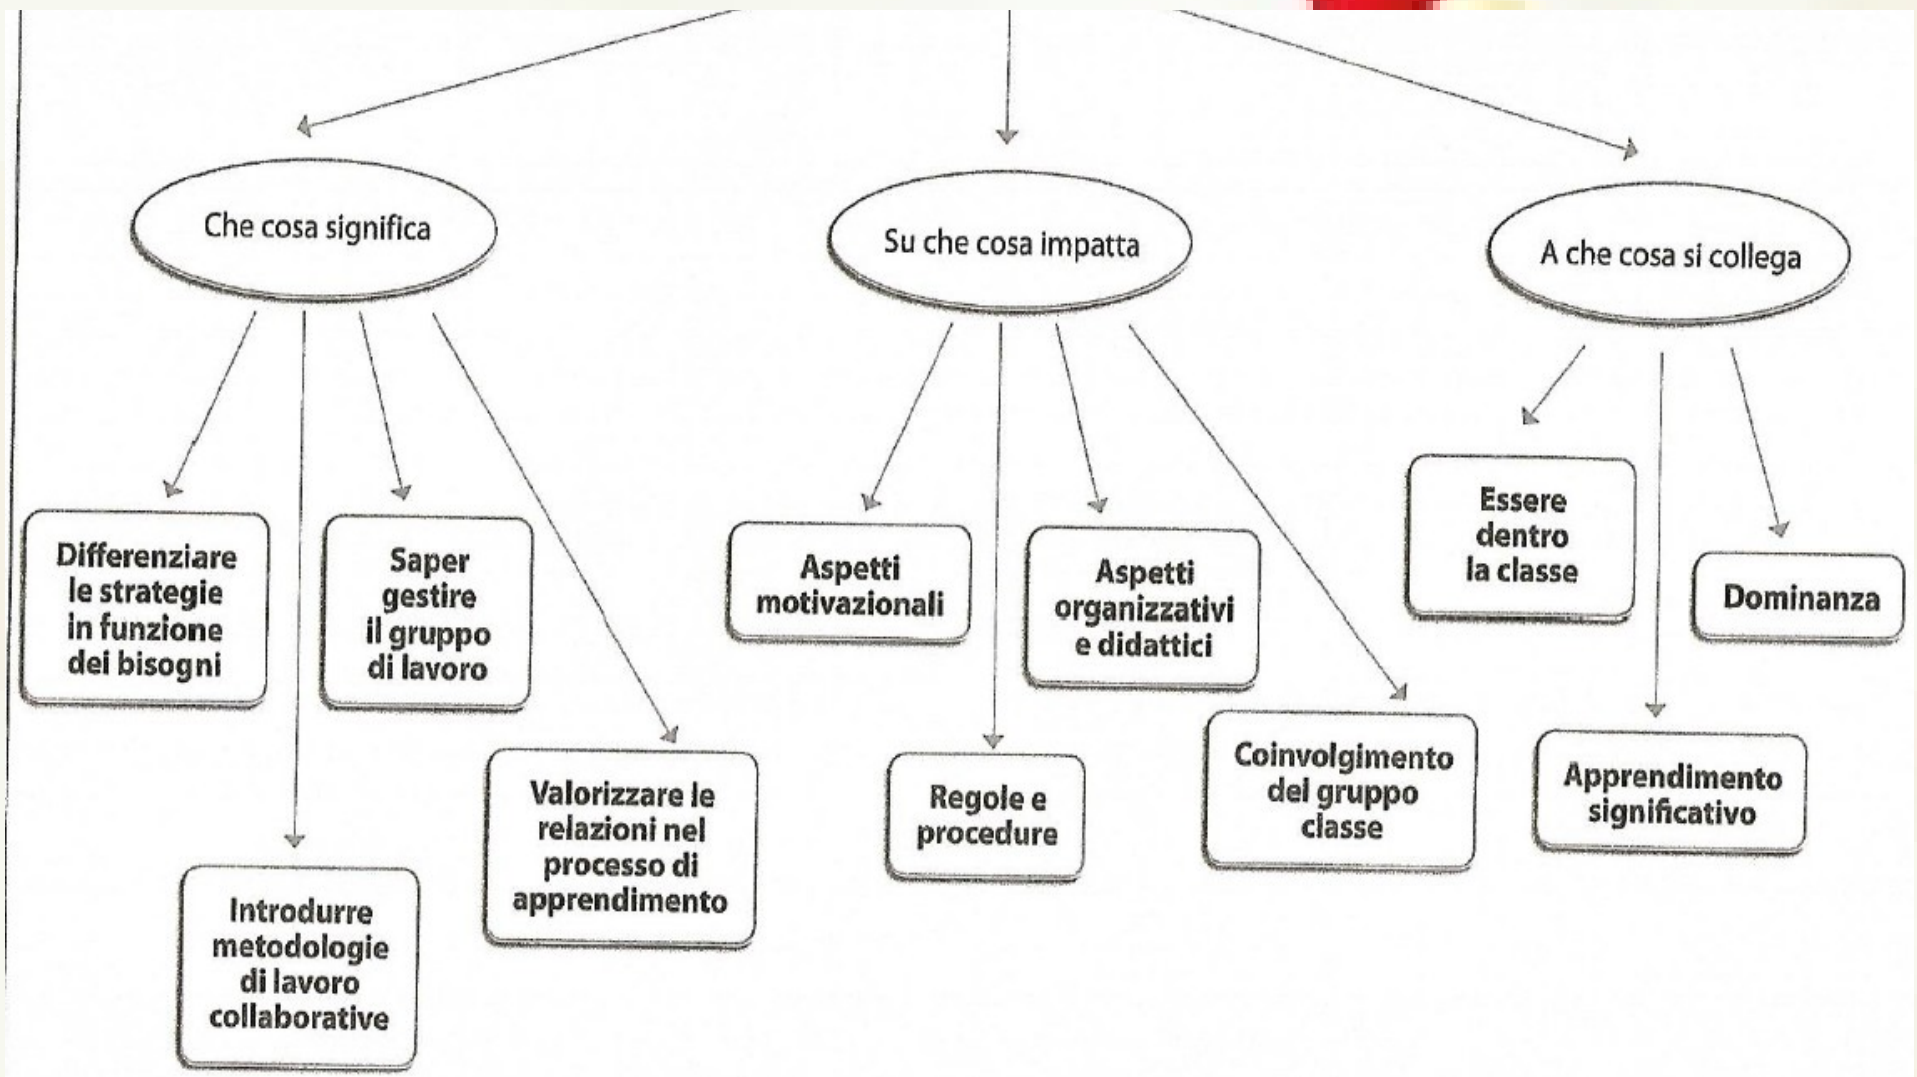 Che cosa significa
Su che cosa impatta
A che cosa si collega
Differenziare
le strategie
in funzione
dei bisogni
Saper
gestire
il gruppo
di lavoro
Introdurre
metodologie
di lavoro
collaborative
Valorizzare le
relazioni nel
processo di
apprendimento
Aspetti
motivazionali
Regole e
procedure
Aspetti
organizzativi
e didattici
Coinvolgimento
del gruppo
classe
Essere
dentro
la classe
Apprendimento
significativo
Dominanza